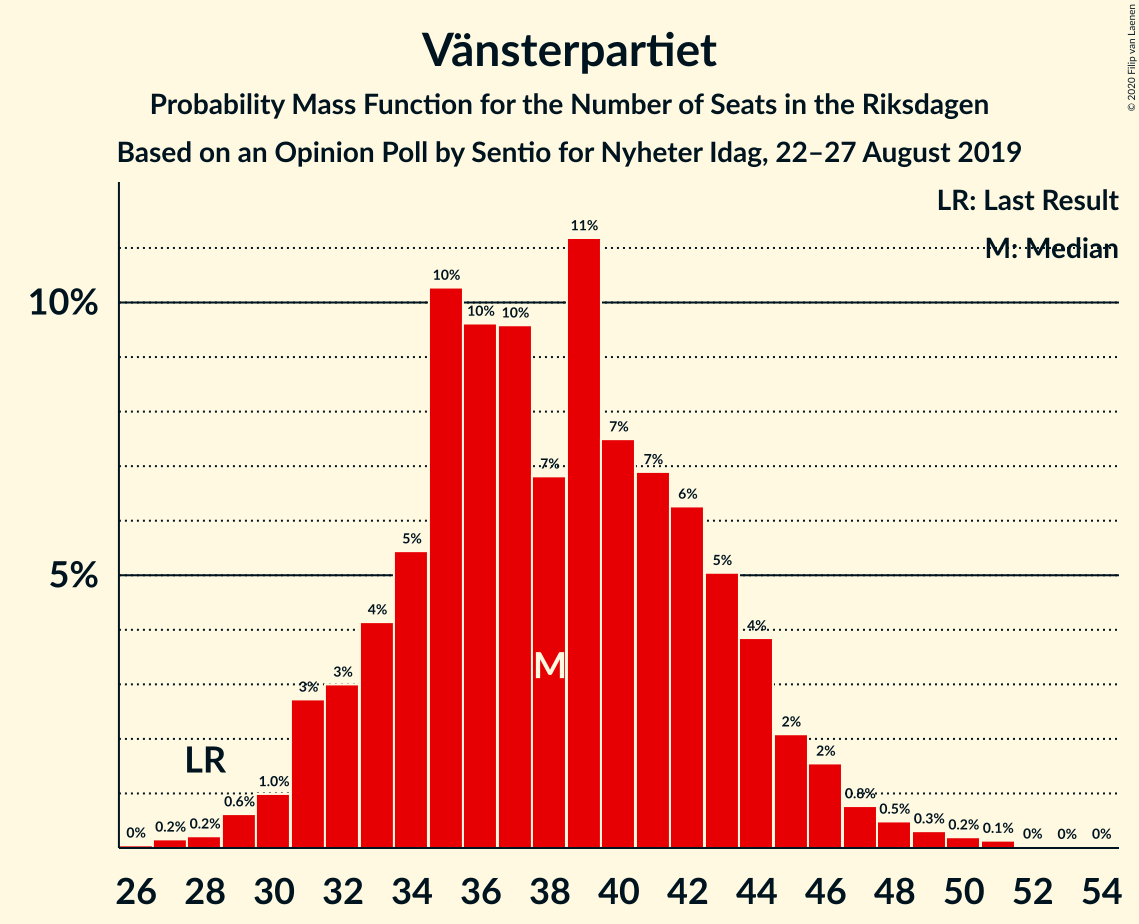 © 2020 Filip van Laenen
Vänsterpartiet
Probability Mass Function for the Number of Seats in the Riksdagen
Based on an Opinion Poll by Sentio for Nyheter Idag, 22–27 August 2019
LR: Last Result
M: Median
10%
5%
0% 0.2% 0.2% 0.6% 1.0% 3% 3% 4% 5% 10% 10% 10% 7% 11% 7% 7% 6% 5% 4% 2% 2% 0.8% 0.5% 0.3% 0.2% 0.1% 0% 0% 0%
LR
M
26 28 30 32 34 36 38 40 42 44 46 48 50 52 54